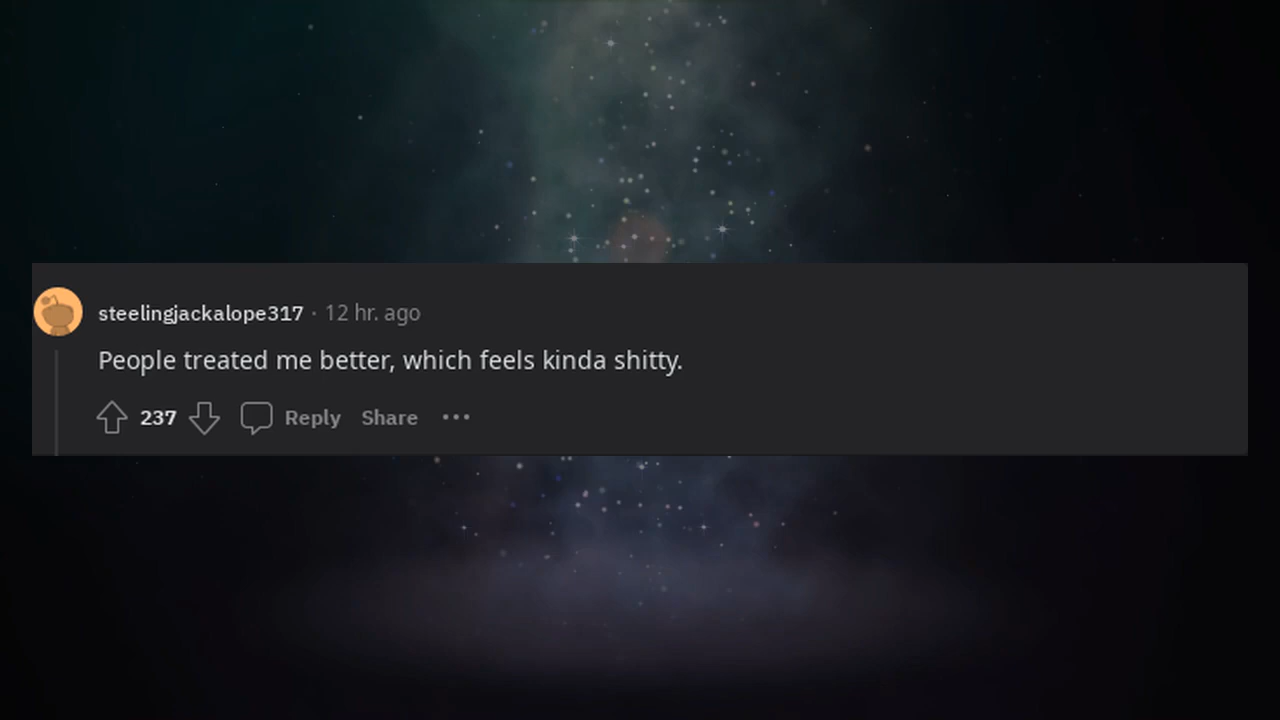 steelingjackalope317 · 12 hr. ago
People treated me better, which feels kinda shitty.
237 Reply Share ···